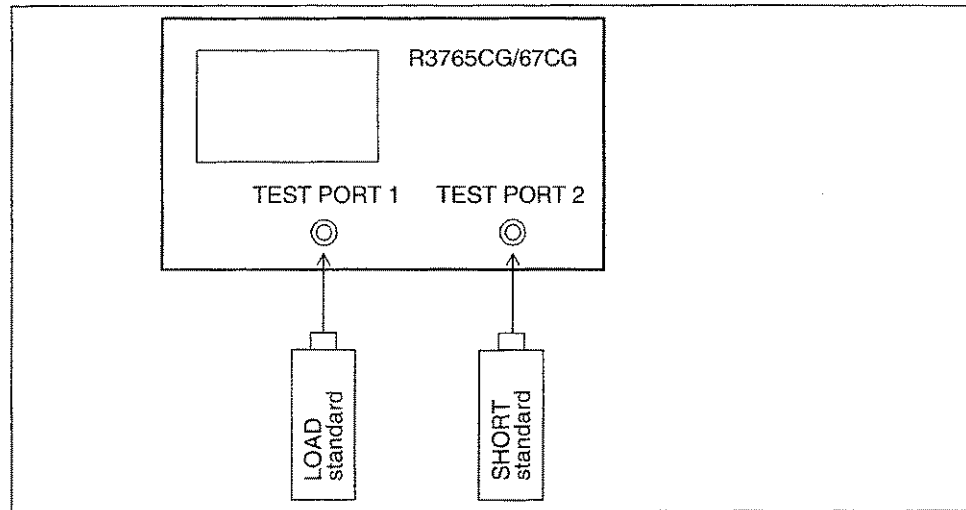 R3765CG/67CG
TEST PORT 1
TEST PORT 2
LOAD
standard
SHORT
standard